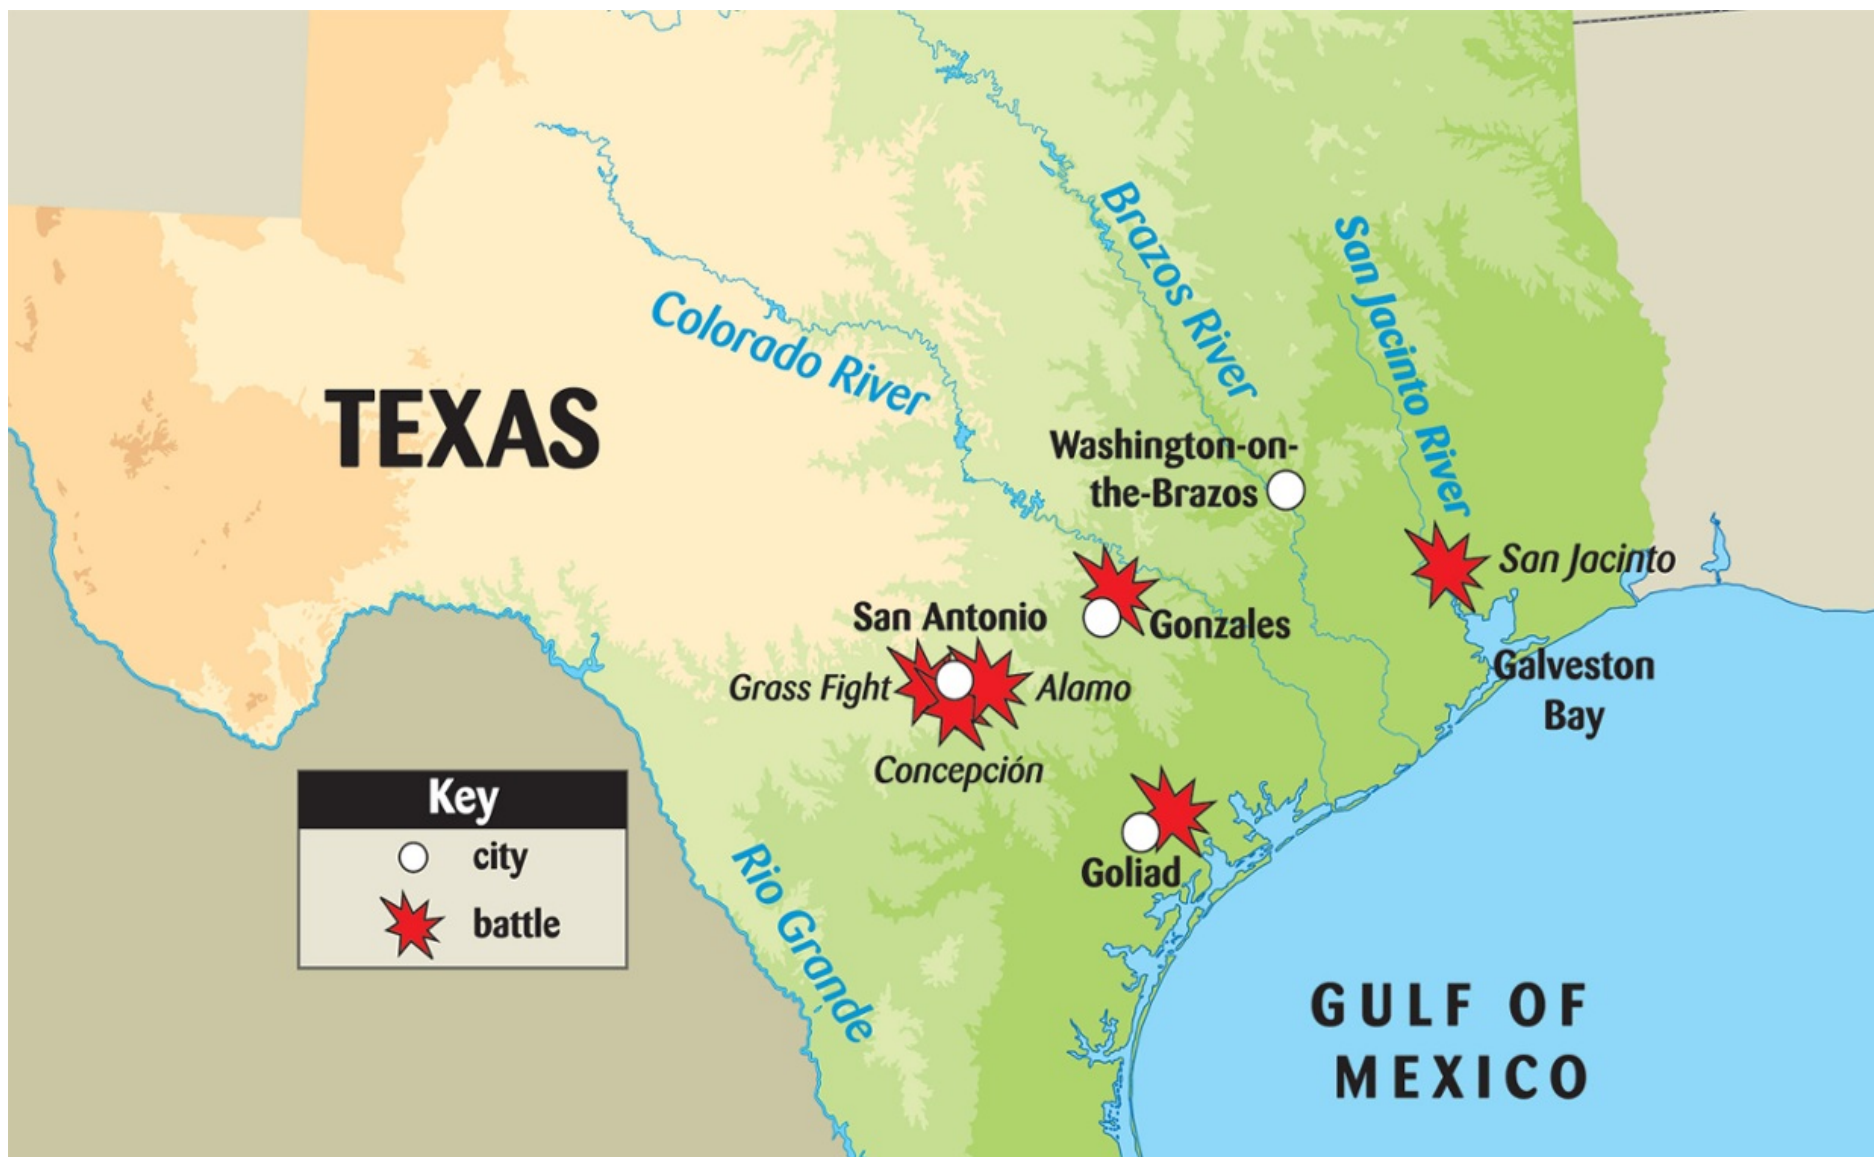 Brazos River
San Jacinto River
Colorado River
TEXAS
Washington-on-
the-Brazos
San Jacinto
San Antonio
Gonzales
Grass Fight
Alamo
Galveston
Bay
Concepción
Key
city
battle
Goliad
Rio Grande
GULF OF
MEXICO